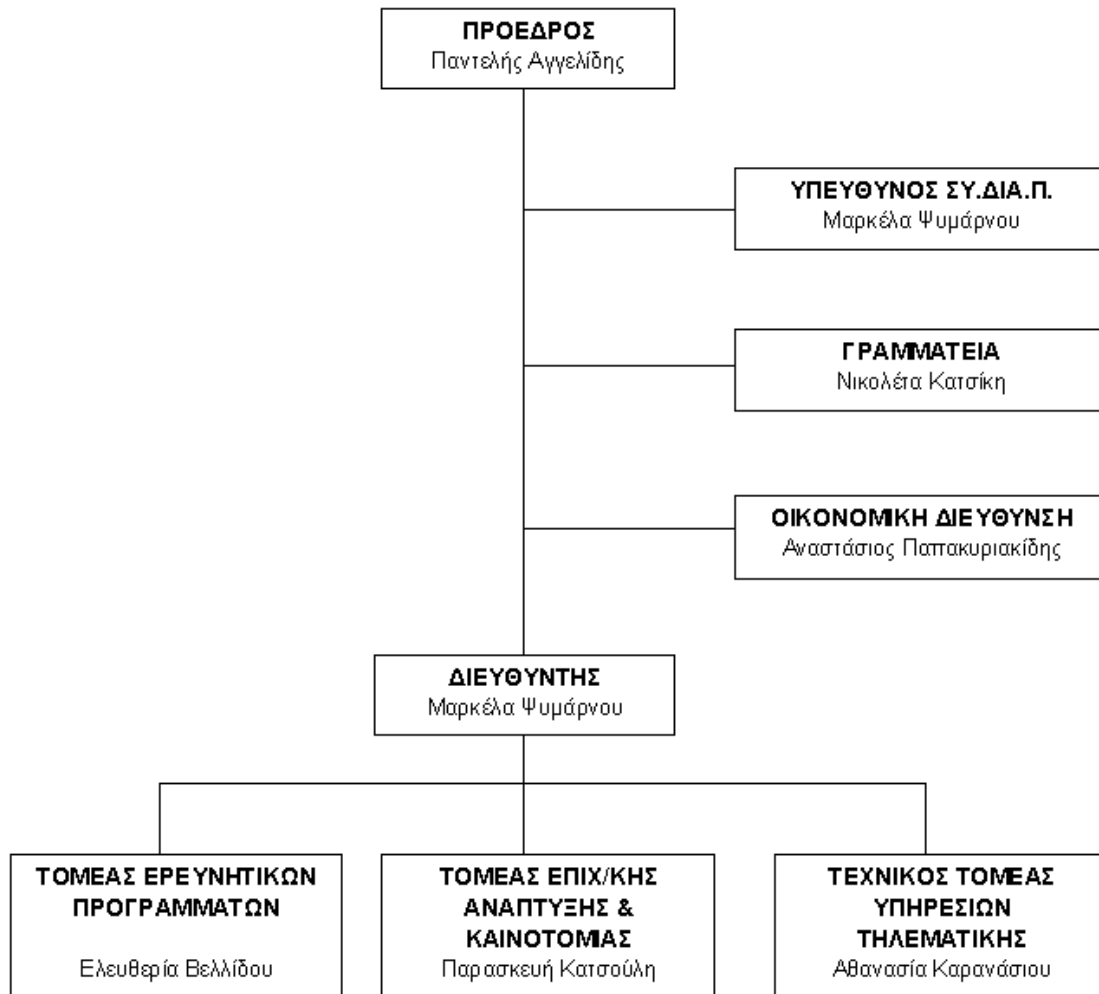 ΠΡΟΕΔΡΟΣ
Παντελής Αγγελίδης
ΥΠΕΥΘΥΝΟΣ ΣΥ.ΔΙΑ.Π.
Μαρκέλα Ψυμάρνου
ΓΡΑΜΜΑΤΕΙΑ
Νικολέτα Κατσίκη
ΟΙΚΟΝΟΜΙΚΗ ΔΙΕΥΘΥΝΣΗ
Αναστάσιος Παπακυριακίδης
ΔΙΕΥΘΥΝΤΗΣ
Μαρκέλα Ψυμάρνου
ΤΟΜΕΑΣ ΕΡΕΥΝΗΤΙΚΩΝ
ΠΡΟΓΡΑΜΜΑΤΩΝ
Ελευθερία Βελλίδου
ΤΟΜΕΑΣ ΕΠΙΧ/ΚΗΣ
ΑΝΑΠΤΥΞΗΣ &
ΚΑΙΝΟΤΟΜΙΑΣ
Παρασκευή Κατσούλη
ΤΕΧΝΙΚΟΣ ΤΟΜΕΑΣ
ΥΠΗΡΕΣΙΩΝ
ΤΗΛΕΜΑΤΙΚΗΣ
Αθανασία Καρανάσιου